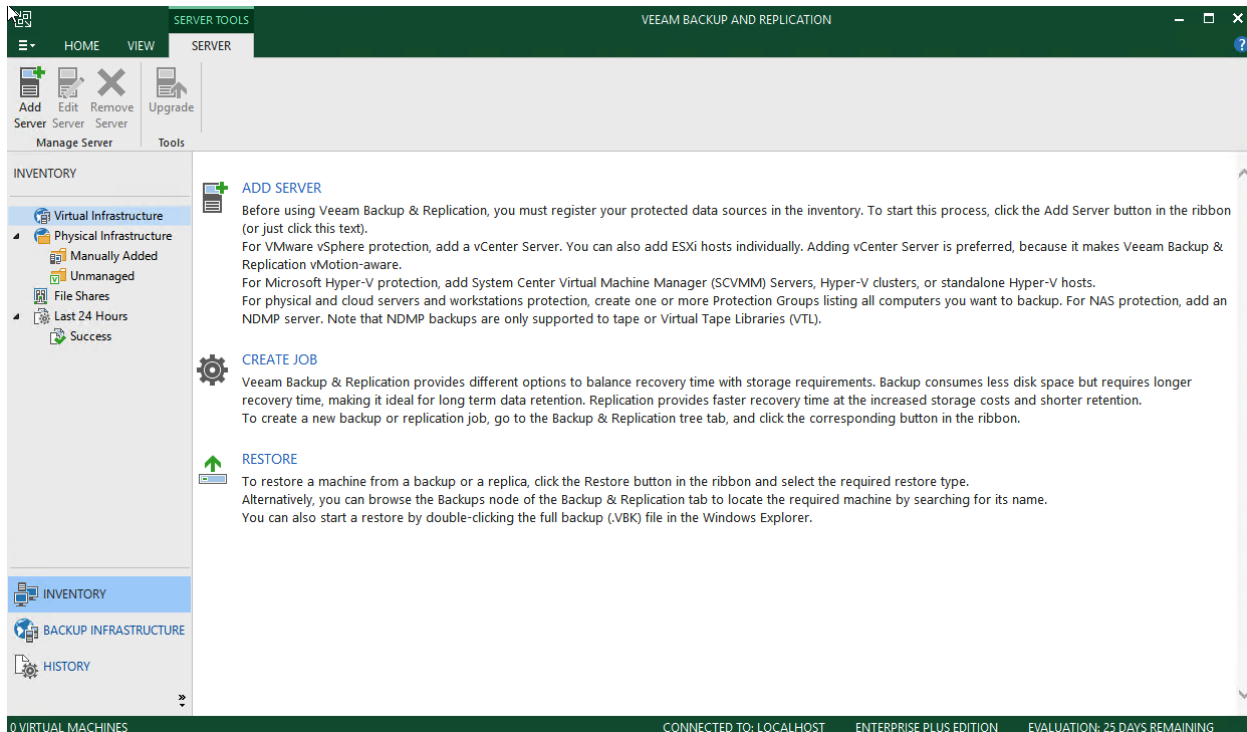 SERVER TOOLS
VEEAM BACKUP AND REPLICATION
HOME
VIEW
SERVER
?
Add Server
Edit Server
Remove Server
Upgrade
Manage Server
Tools
INVENTORY
Virtual Infrastructure
Physical Infrastructure
Manually Added
Unmanaged
File Shares
Last 24 Hours
Success
ADD SERVER
Before using Veeam Backup & Replication, you must register your protected data sources in the inventory. To start this process, click the Add Server button in the ribbon
(or just click this text).
For VMware vSphere protection, add a vCenter Server. You can also add ESXi hosts individually. Adding vCenter Server is preferred, because it makes Veeam Backup &
Replication vMotion-aware.
For Microsoft Hyper-V protection, add System Center Virtual Machine Manager (SCVMM) Servers, Hyper-V clusters, or standalone Hyper-V hosts.
For physical and cloud servers and workstations protection, create one or more Protection Groups listing all computers you want to backup. For NAS protection, add an
NDMP server. Note that NDMP backups are only supported to tape or Virtual Tape Libraries (VTL).
CREATE JOB
Veeam Backup & Replication provides different options to balance recovery time with storage requirements. Backup consumes less disk space but requires longer
recovery time, making it ideal for long term data retention. Replication provides faster recovery time at the increased storage costs and shorter retention.
To create a new backup or replication job, go to the Backup & Replication tree tab, and click the corresponding button in the ribbon.
RESTORE
To restore a machine from a backup or a replica, click the Restore button in the ribbon and select the required restore type.
Alternatively, you can browse the Backups node of the Backup & Replication tab to locate the required machine by searching for its name.
You can also start a restore by double-clicking the full backup (.VBK) file in the Windows Explorer.
INVENTORY
BACKUP INFRASTRUCTURE
HISTORY
0 VIRTUAL MACHINES
CONNECTED TO: LOCALHOST
ENTERPRISE PLUS EDITION
EVALUATION: 25 DAYS REMAINING